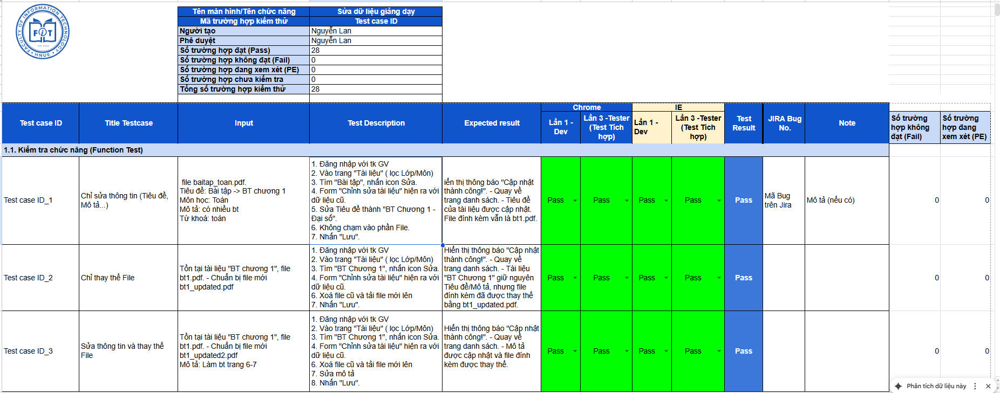 FACULTY OF INFORMATION TECHNOLOGY
FIT
EST 2020
HNUE
Tên màn hình/Tên chức năng
Sửa dữ liệu giảng dạy
Mã trường hợp kiểm thử
Test case ID
Người tạo
Nguyễn Lan
Phê duyệt
Nguyễn Lan
Số trường hợp đạt (Pass)
28
Số trường hợp không đạt (Fail)
0
Số trường hợp đang xem xét (PE)
0
Số trường hợp chưa kiểm tra
0
Tổng số trường hợp kiểm thử
28
Test case ID
Title Testcase
Input
Test Description
Expected result
Chrome
Lần 1 -
Dev
Lần 3 -Tester
(Test Tích
hợp)
IE
Lần 1 -
Dev
Lần 3 -Tester
(Test Tích
hợp)
Test
Result
JIRA Bug
No.
Note
Số trường
hợp không
đạt (Fail)
Số trường
hợp đang
xem xét (PE)
1.1. Kiểm tra chức năng (Function Test)
Test case ID_1
Chỉ sửa thông tin (Tiêu đề,
Mô tả...)
file baitap_toan.pdf.
Tiêu đề: Bài tập -> BT chương 1
Môn học: Toán
Mô tả: có nhiều bt
Từ khoá: toán
1. Đăng nhập với tk GV
2. Vào trang "Tài liệu" ( lọc Lớp/Môn)
3. Tìm "Bài tập", nhấn icon Sửa.
4. Form "Chỉnh sửa tài liệu" hiện ra với
dữ liệu cũ.
5. Sửa Tiêu đề thành "BT Chương 1 -
Đại số".
6. Không chạm vào phần File.
7. Nhấn "Lưu".
iển thị thông báo "Cập nhật
thành công!". - Quay về
trang danh sách. - Tiêu đề
của tài liệu được cập nhật.
File đính kèm vẫn là bt1.pdf.
Pass
Pass
Pass
Pass
Pass
Mã Bug
trên Jira
Mô tả (nếu có)
0
0
Test case ID_2
Chỉ thay thế File
Tồn tại tài liệu "BT chương 1", file
bt1.pdf. - Chuẩn bị file mới
bt1_updated.pdf
1. Đăng nhập với tk GV
2. Vào trang "Tài liệu" ( lọc Lớp/Môn)
3. Tìm "BT Chương 1", nhấn icon Sửa.
4. Form "Chỉnh sửa tài liệu" hiện ra với
dữ liệu cũ.
6. Xoá file cũ và tải file mới lên
7. Nhấn "Lưu".
Hiển thị thông báo "Cập nhật
thành công!". - Quay về
trang danh sách. - Tài liệu
"BT Chương 1" giữ nguyên
Tiêu đề/Mô tả, nhưng file
đính kèm đã được thay thế
bằng bt1_updated.pdf.
Pass
Pass
Pass
Pass
Pass
0
0
Test case ID_3
Sửa thông tin và thay thế
File
Tồn tại tài liệu "BT chương 1", file
bt1.pdf. - Chuẩn bị file mới
bt1_updated2.pdf
Mô tả: Làm bt trang 6-7
1. Đăng nhập với tk GV
2. Vào trang "Tài liệu" ( lọc Lớp/Môn)
3. Tìm "BT Chương 1", nhấn icon Sửa.
4. Form "Chỉnh sửa tài liệu" hiện ra với
dữ liệu cũ.
6. Xoá file cũ và tải file mới lên
7. Sửa mô tả
8. Nhấn "Lưu".
Hiển thị thông báo "Cập nhật
thành công!". - Quay về
trang danh sách. - Mô tả
được cập nhật và file đính
kèm được thay thế.
Pass
Pass
Pass
Pass
Pass
0
0
Phân tích dữ liệu này